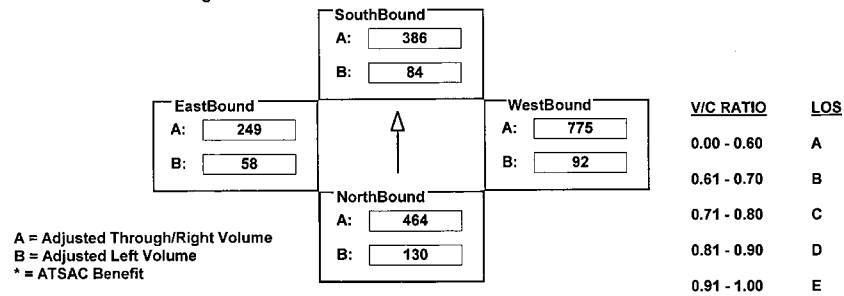 SouthBound
A: 386
B: 84
EastBound
A: 249
B: 58
WestBound
A: 775
B: 92
NorthBound
A: 464
B: 130
A = Adjusted Through/Right Volume
B = Adjusted Left Volume
* = ATSAC Benefit
V/C RATIO LOS
0.00 - 0.60 A
0.61 - 0.70 B
0.71 - 0.80 C
0.81 - 0.90 D
0.91 - 1.00 E